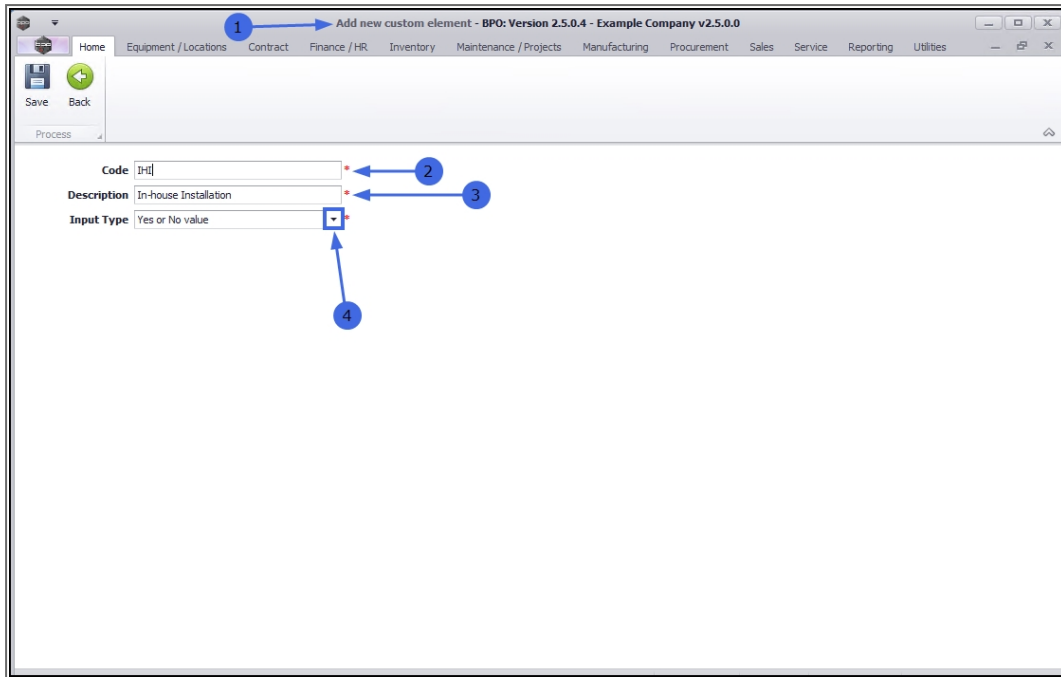 1
Add new custom element - BPO: Version 2.5.0.4 - Example Company v2.5.0.0
Home Equipment / Locations Contract Finance / HR Inventory Maintenance / Projects Manufacturing Procurement Sales Service Reporting Utilities
Save Back
Process
Code IHI * 2
Description In-house Installation * 3
Input Type Yes or No value *
4